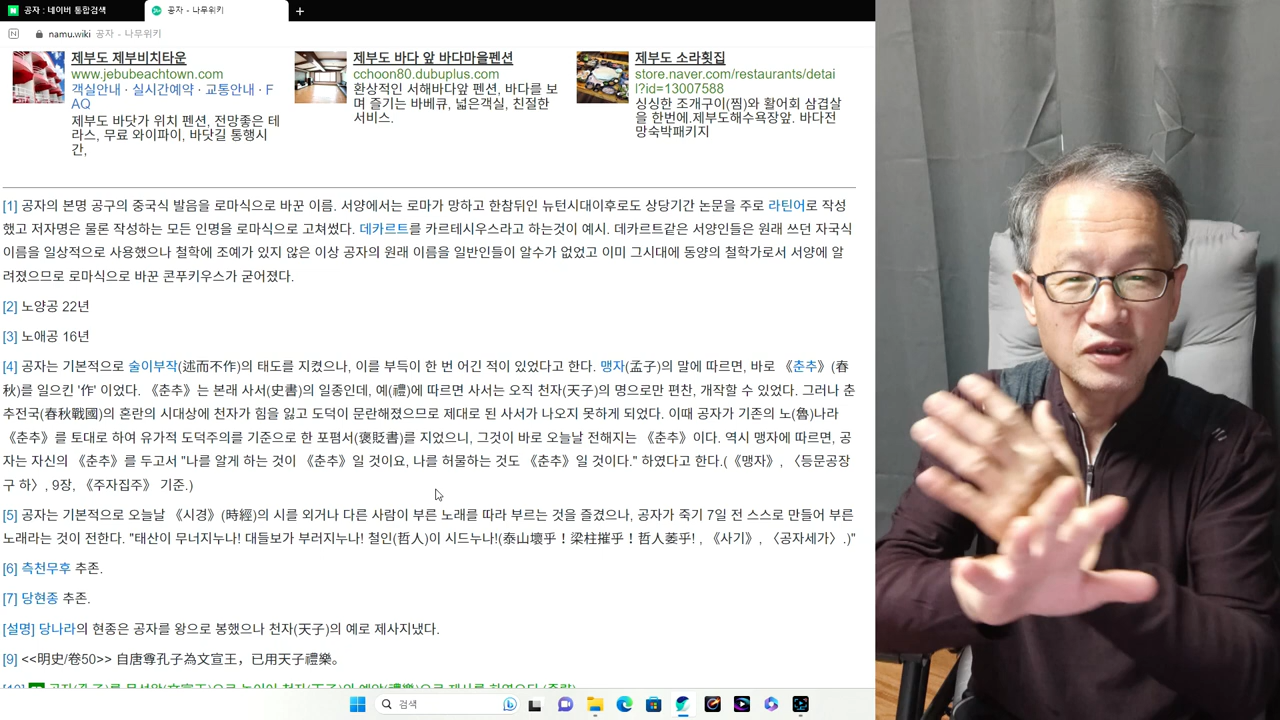 공자 : 네이버 통합검색
공자 - 나무위키
namu.wiki 공자 - 나무위키
제부도 제부비치타운
www.jebubeachtown.com
객실안내 · 실시간예약 · 교통안내 · F
AQ
제부도 바닷가 위치 펜션, 전망좋은 테
라스, 무료 와이파이, 바닷길 통행시
간,
제부도 바다 앞 바다마을펜션
cchoon80.dubuplus.com
환상적인 서해바다앞 펜션, 바다를 보
며 즐기는 바베큐, 넓은객실, 친절한
서비스.
제부도 소라횟집
store.naver.com/restaurants/detai
l?id=13007588
싱싱한 조개구이(찜)와 활어회 삼겹살
을 한번에.제부도해수욕장앞. 바다전
망숙박패키지
[1] 공자의 본명 공구의 중국식 발음을 로마식으로 바꾼 이름. 서양에서는 로마가 망하고 한참뒤인 뉴턴시대이후로도 상당기간 논문을 주로 라틴어로 작성
했고 저자명은 물론 작성하는 모든 인명을 로마식으로 고쳐썼다. 데카르트를 카르테시우스라고 하는것이 예시. 데카르트같은 서양인들은 원래 쓰던 자국식
이름을 일상적으로 사용했으나 철학에 조예가 있지 않은 이상 공자의 원래 이름을 일반인들이 알수가 없었고 이미 그시대에 동양의 철학가로서 서양에 알
려졌으므로 로마식으로 바꾼 콘푸키우스가 굳어졌다.
[2] 노양공 22년
[3] 노애공 16년
[4] 공자는 기본적으로 술이부작(述而不作)의 태도를 지켰으나, 이를 부득이 한 번 어긴 적이 있었다고 한다. 맹자(孟子)의 말에 따르면, 바로 《춘추》(春
秋)를 일으킨 '作' 이었다. 《춘추》는 본래 사서(史書)의 일종인데, 예(禮)에 따르면 사서는 오직 천자(天子)의 명으로만 편찬, 개작할 수 있었다. 그러나 춘
추전국(春秋戰國)의 혼란의 시대상에 천자가 힘을 잃고 도덕이 문란해졌으므로 제대로 된 사서가 나오지 못하게 되었다. 이때 공자가 기존의 노(魯)나라
《춘추》를 토대로 하여 유가적 도덕주의를 기준으로 한 포폄서(褒貶書)를 지었으니, 그것이 바로 오늘날 전해지는 《춘추》이다. 역시 맹자에 따르면, 공
자는 자신의 《춘추》를 두고서 "나를 알게 하는 것이 《춘추》일 것이요, 나를 허물하는 것도 《춘추》일 것이다." 하였다고 한다.(《맹자》, 〈등문공장
구 하〉, 9장, 《주자집주》 기준.)
[5] 공자는 기본적으로 오늘날 《시경》(時經)의 시를 외거나 다른 사람이 부른 노래를 따라 부르는 것을 즐겼으나, 공자가 죽기 7일 전 스스로 만들어 부른
노래라는 것이 전한다. "태산이 무너지누나! 대들보가 부러지누나! 철인(哲人)이 시드누나!(泰山壞乎！梁柱摧乎！哲人萎乎!, 《사기》, 〈공자세가〉.)"
[6] 측천무후 추존.
[7] 당현종 추존.
[설명] 당나라의 현종은 공자를 왕으로 봉했으나 천자(天子)의 예로 제사지냈다.
[9] <<明史/卷50>> 自唐尊孔子為文宣王，已用天子禮樂。
검색